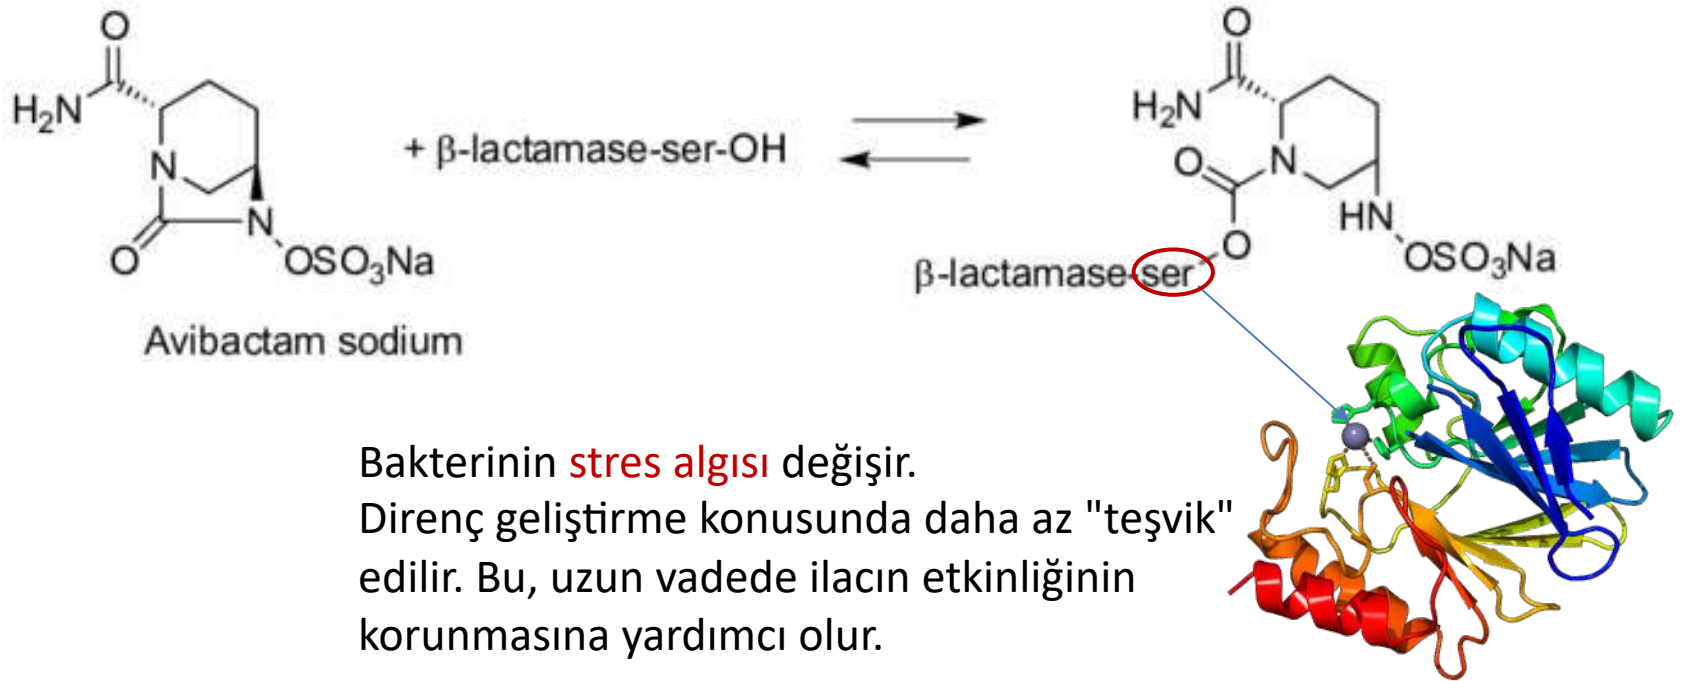 O
H₂N
N
O
N
OSO₃Na
Avibactam sodium
+ β-lactamase-ser-OH
O
H₂N
O
N
HN
O
OSO₃Na
β-lactamase-ser
Bakterinin stres algısı değişir.
Direnç geliştirme konusunda daha az "teşvik"
edilir. Bu, uzun vadede ilacın etkinliğinin
korunmasına yardımcı olur.